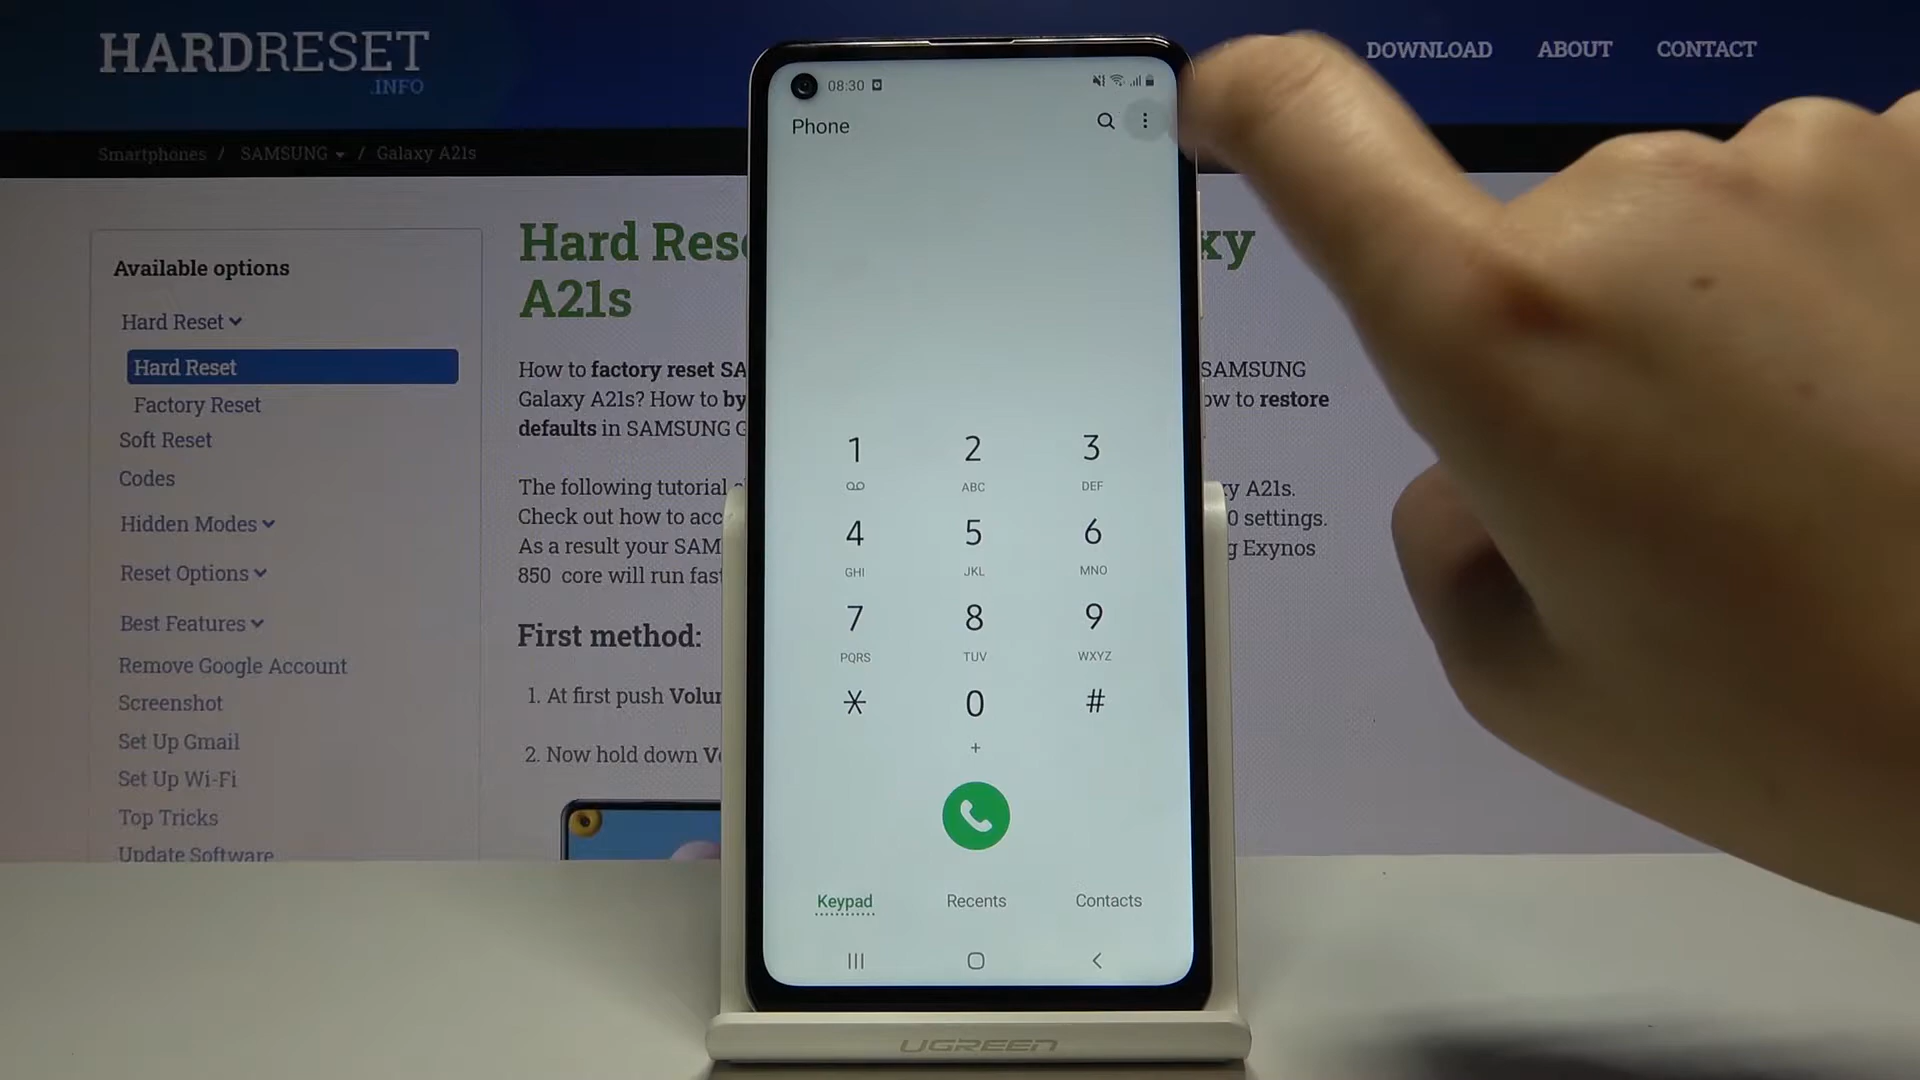 HARDRESET
.INFO
DOWNLOAD ABOUT CONTACT
Smartphones / SAMSUNG / Galaxy A21s
Available options
Hard Reset
Hard Reset
Factory Reset
Soft Reset
Codes
Hidden Modes
Reset Options
Best Features
Remove Google Account
Screenshot
Set Up Gmail
Set Up Wi-Fi
Top Tricks
Update Software
Hard Res xy
A21s
How to factory reset SA SAMSUNG
Galaxy A21s? How to by ow to restore
defaults in SAMSUNG G
The following tutorial s y A21s.
Check out how to acc 0 settings.
As a result your SAM g Exynos
850 core will run fast
First method:
1. At first push Volum
2. Now hold down Vo
08:30
Phone
1 2 3
ABC DEF
4 5 6
GHI JKL MNO
7 8 9
PQRS TUV WXYZ
* 0 #
+
Keypad Recents Contacts
UGREEN